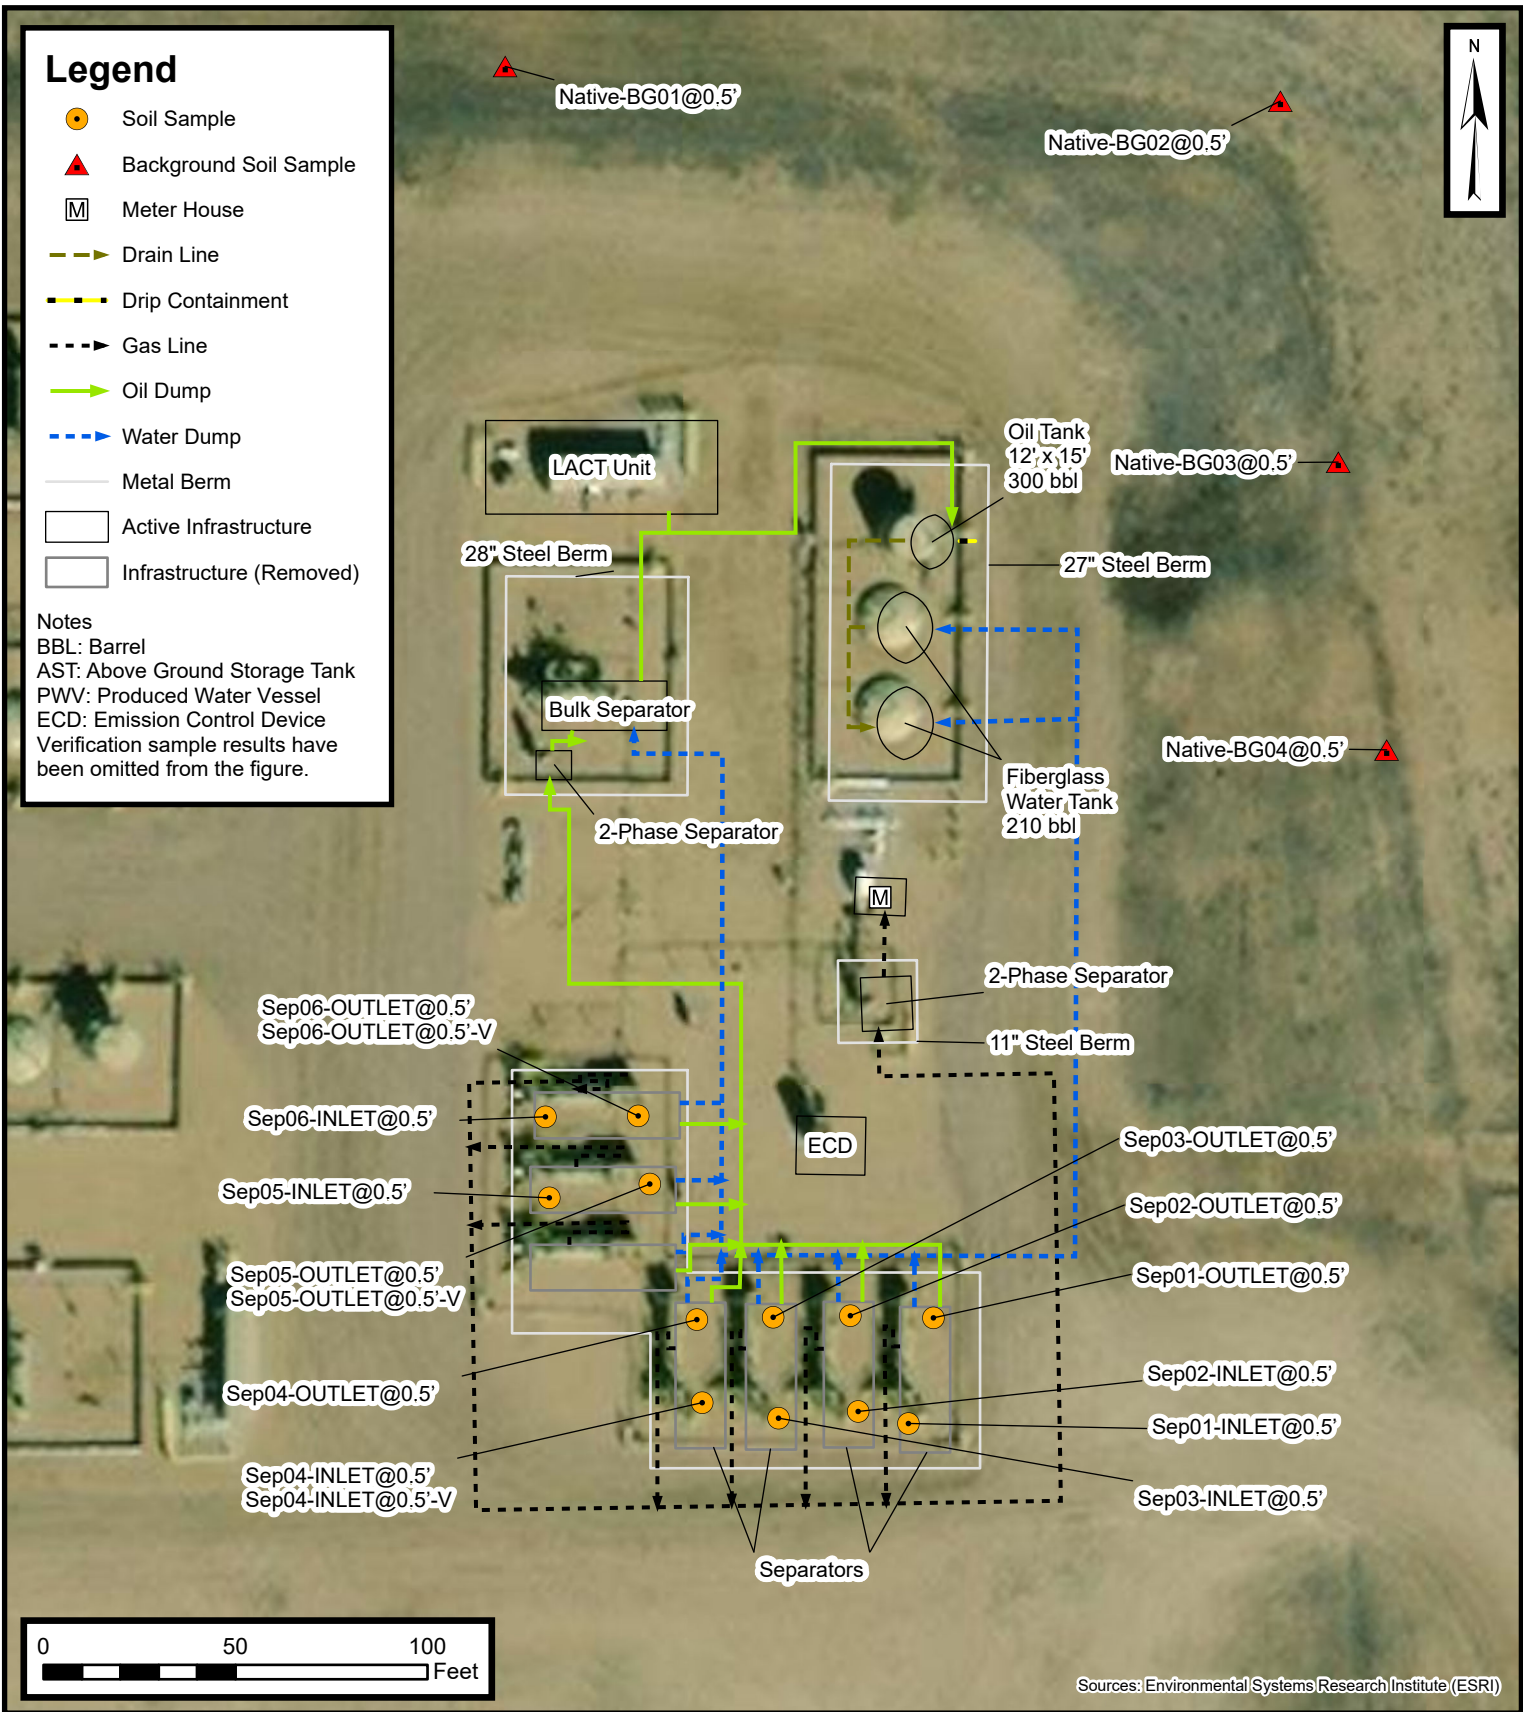 Legend
Soil Sample
Background Soil Sample
M
Meter House
Drain Line
Drip Containment
Gas Line
Oil Dump
Water Dump
Metal Berm
Active Infrastructure
Infrastructure (Removed)
Notes
BBL: Barrel
AST: Above Ground Storage Tank
PWV: Produced Water Vessel
ECD: Emission Control Device
Verification sample results have
been omitted from the figure.
N
Native-BG01@0.5’
Native-BG02@0.5’
Native-BG03@0.5’
Native-BG04@0.5’
Oil Tank
12' x 15'
300 bbl
LACT Unit
28" Steel Berm
27" Steel Berm
Bulk Separator
2-Phase Separator
Fiberglass
Water Tank
210 bbl
M
2-Phase Separator
11" Steel Berm
ECD
Sep06-OUTLET@0.5’
Sep06-OUTLET@0.5’-V
Sep06-INLET@0.5’
Sep05-INLET@0.5’
Sep05-OUTLET@0.5’
Sep05-OUTLET@0.5’-V
Sep04-OUTLET@0.5’
Sep04-INLET@0.5’
Sep04-INLET@0.5’-V
Sep03-OUTLET@0.5’
Sep02-OUTLET@0.5’
Sep01-OUTLET@0.5’
Sep02-INLET@0.5’
Sep01-INLET@0.5’
Sep03-INLET@0.5’
Separators
0 50 100
Feet
Sources: Environmental Systems Research Institute (ESRI)